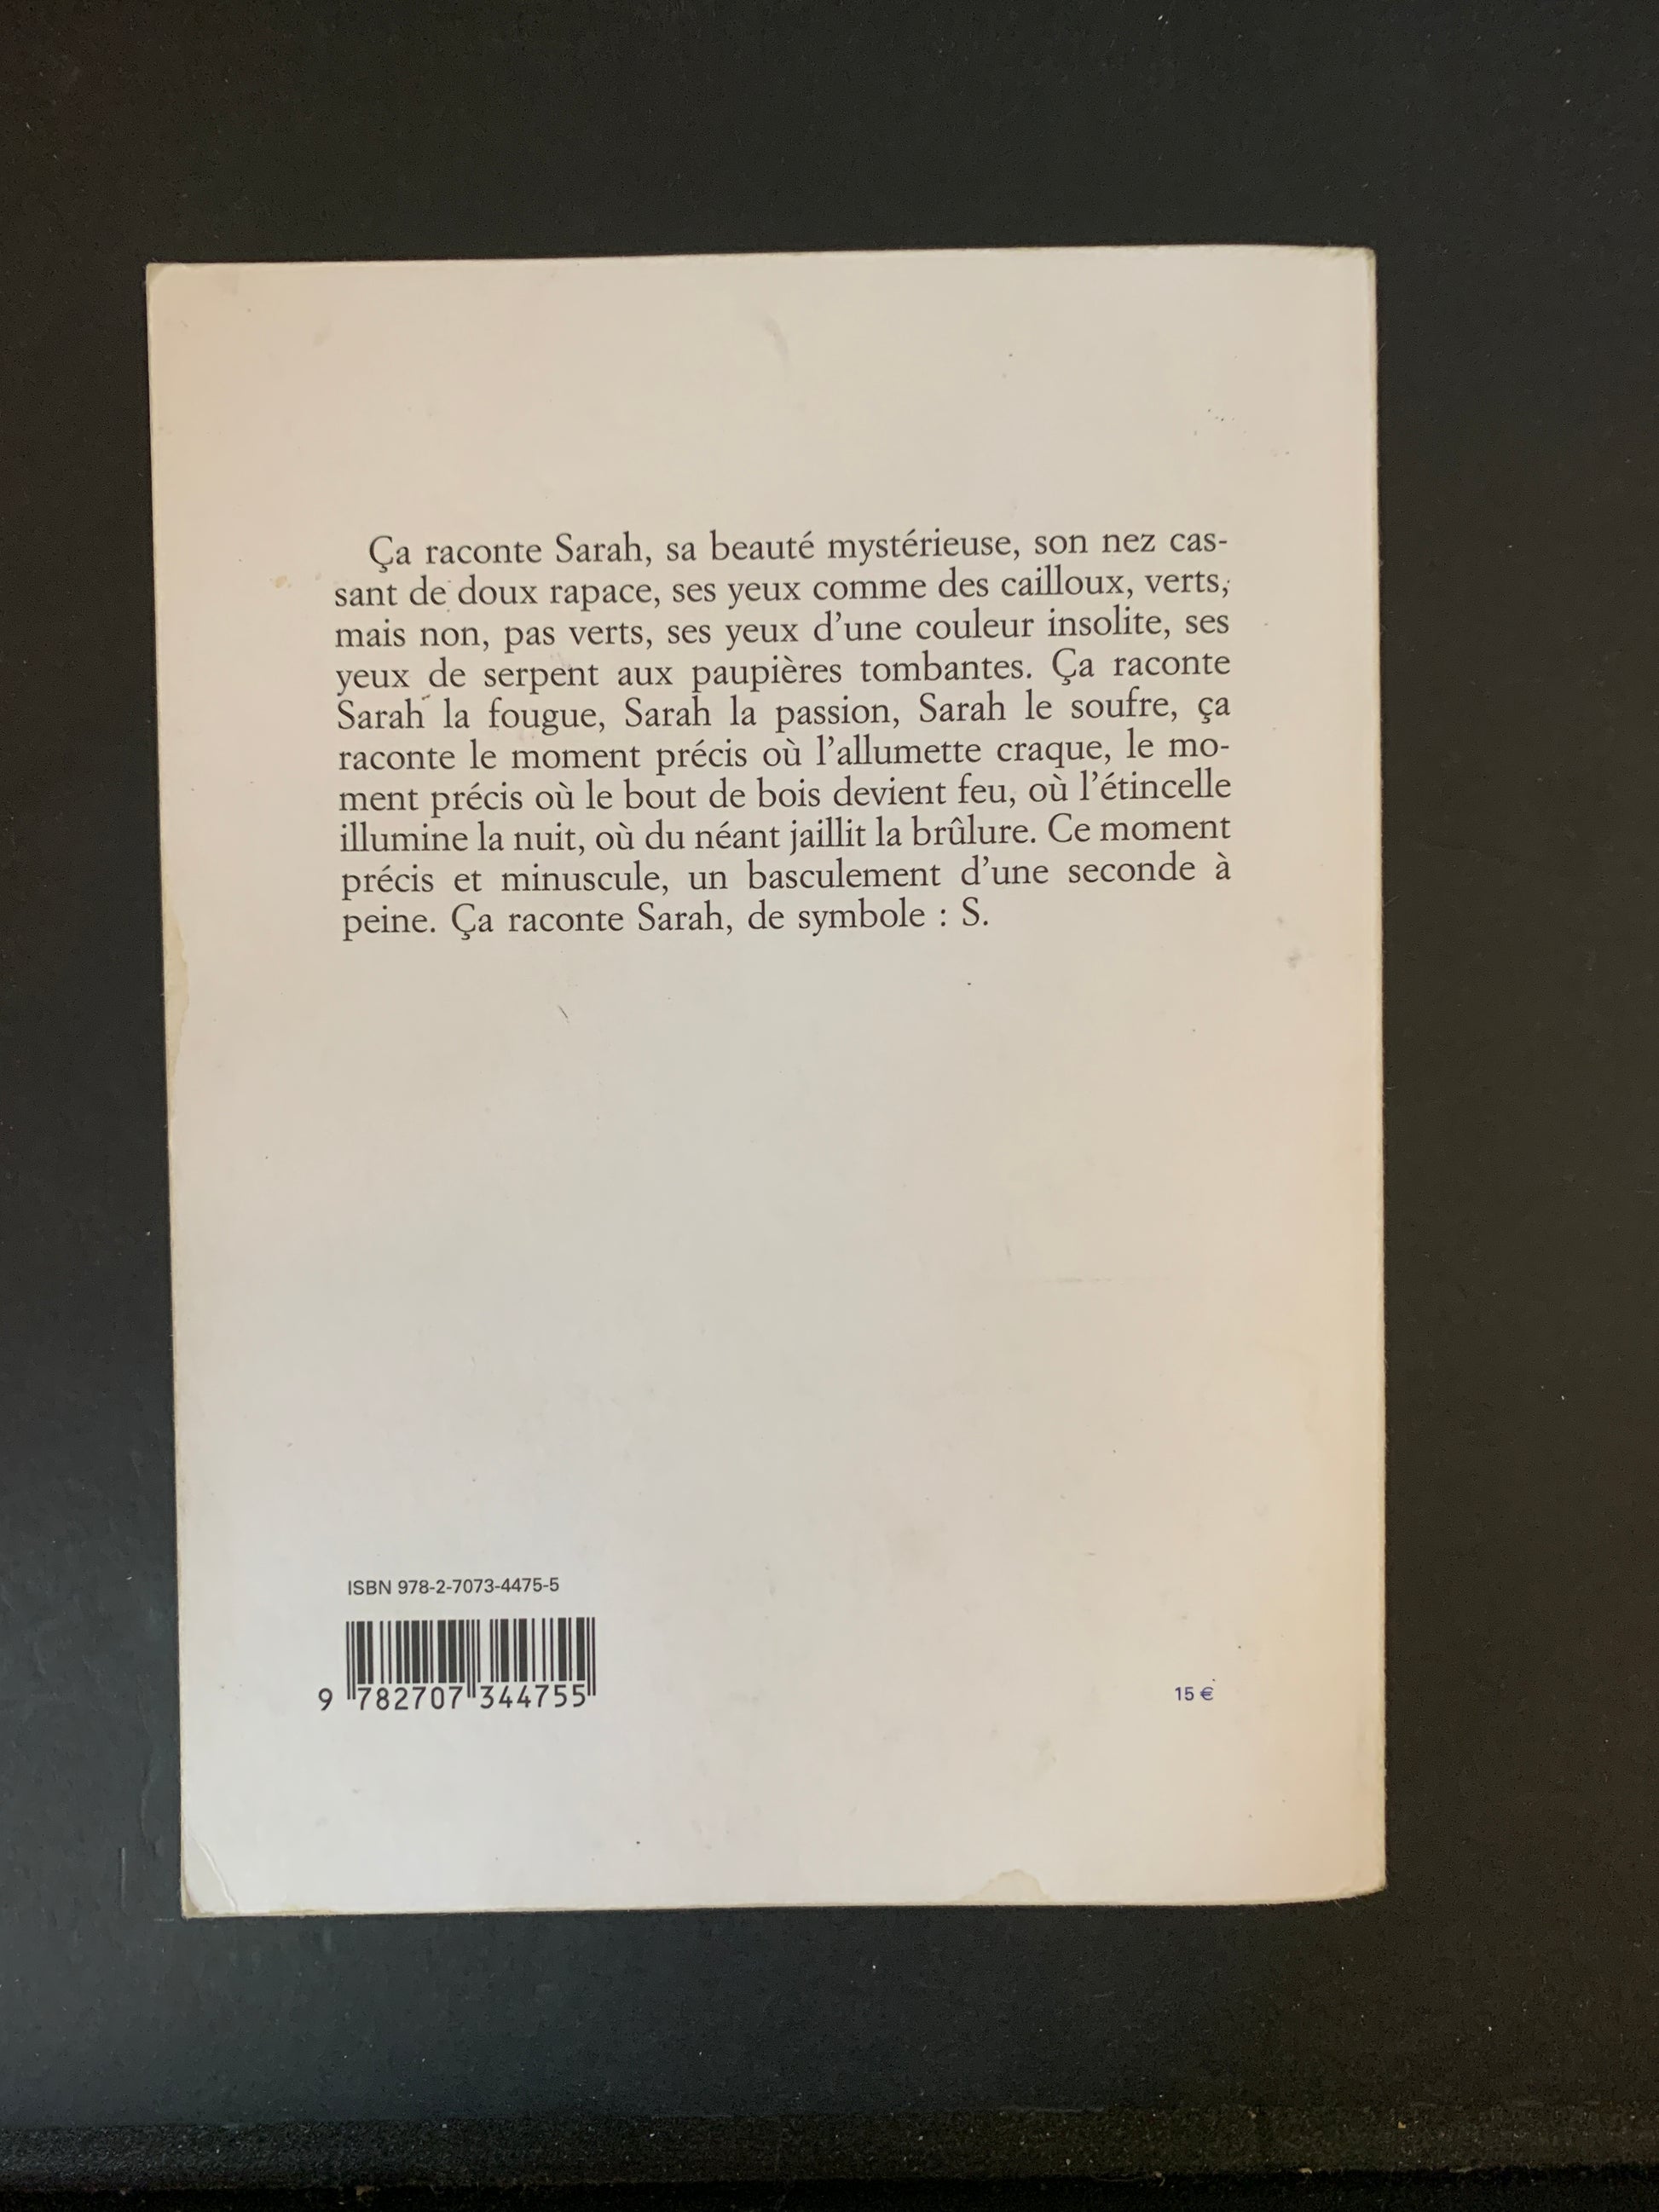 Ça raconte Sarah, sa beauté mystérieuse, son nez cas-
sant de doux rapace, ses yeux comme des cailloux, verts,
mais non, pas verts, ses yeux d'une couleur insolite, ses
yeux de serpent aux paupières tombantes. Ça raconte
Sarah la fougue, Sarah la passion, Sarah le soufre, ça
raconte le moment précis où l'allumette craque, le mo-
ment précis où le bout de bois devient feu, où l'étincelle
illumine la nuit, où du néant jaillit la brûlure. Ce moment
précis et minuscule, un basculement d'une seconde à
peine. Ça raconte Sarah, de symbole : S.
ISBN 978-2-7073-4475-5
9 782707 344755
15 €